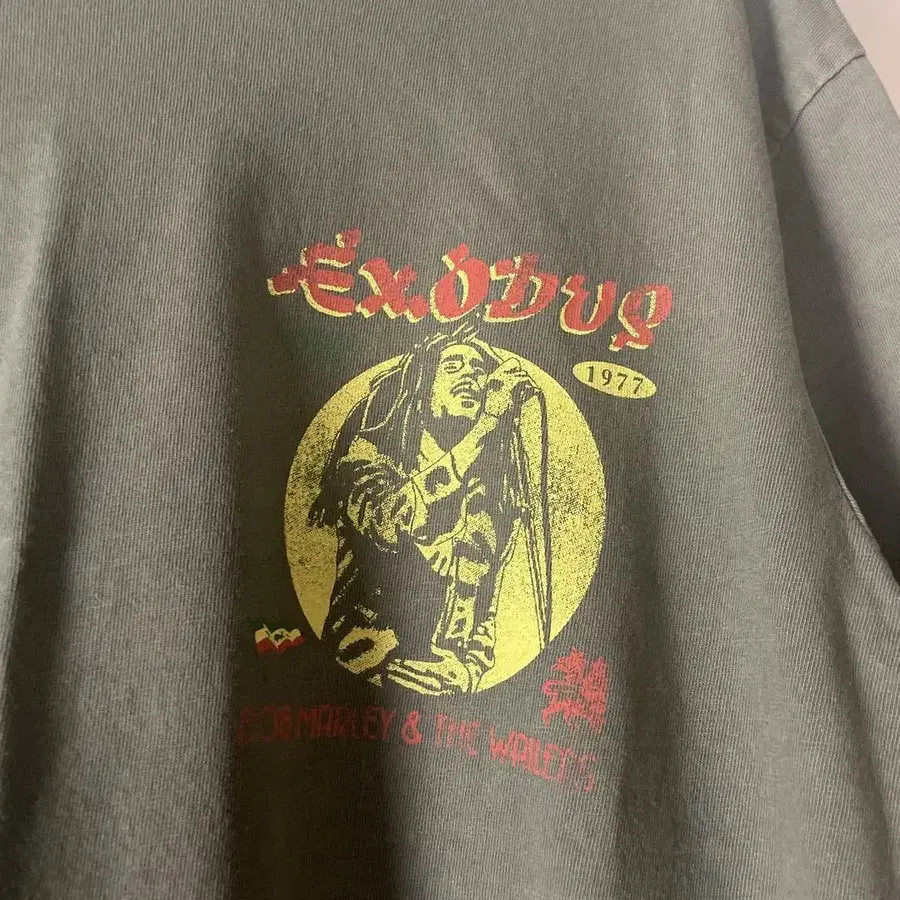 Exodus
1977
BOB MARLEY & THE WAILERS